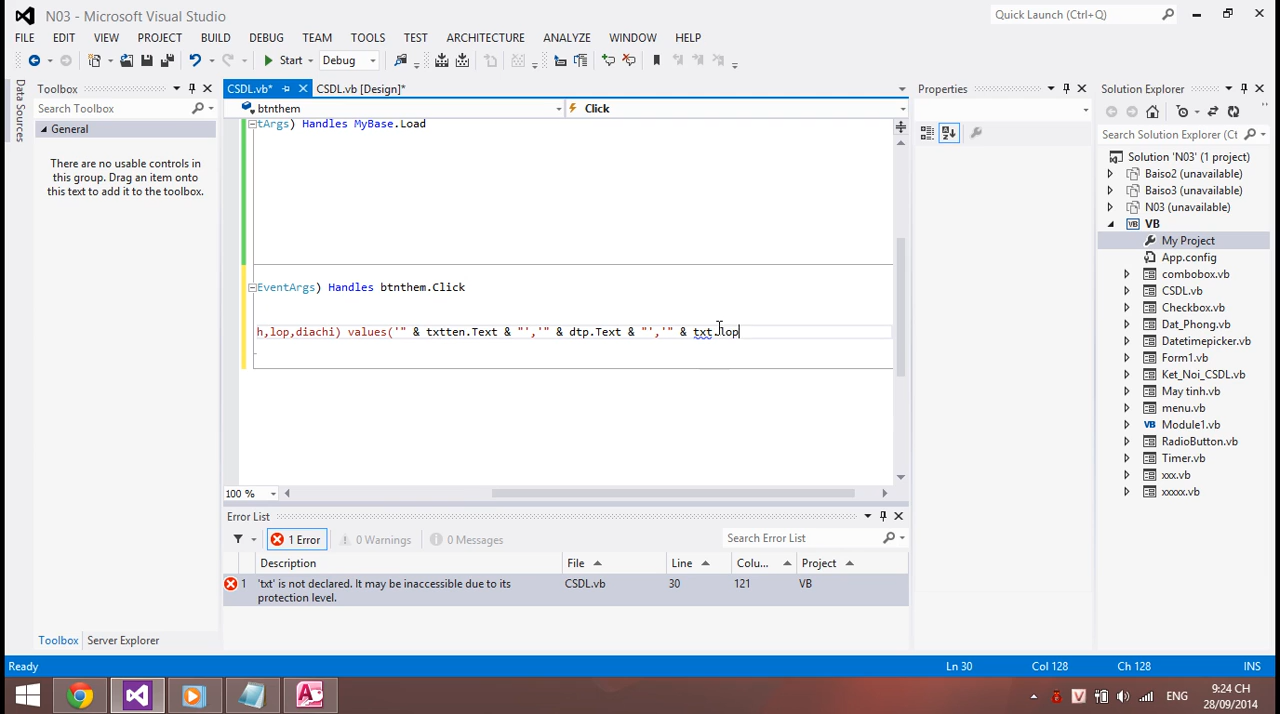 N03 - Microsoft Visual Studio
Quick Launch (Ctrl+Q)
FILE EDIT VIEW PROJECT BUILD DEBUG TEAM TOOLS TEST ARCHITECTURE ANALYZE WINDOW HELP
Start Debug
Data Sources
Toolbox
Search Toolbox
General
There are no usable controls in
this group. Drag an item onto
this text to add it to the toolbox.
Toolbox Server Explorer
CSDL.vb* CSDL.vb [Design]*
btnthem Click
tArgs) Handles MyBase.Load
EventArgs) Handles btnthem.Click
h,lop,diachi) values('" & txtten.Text & "','" & dtp.Text & "','" & txt.lop
100 %
Error List
1 Error 0 Warnings 0 Messages
Search Error List
Description File Line Colu... Project
1 'txt' is not declared. It may be inaccessible due to its
protection level.
CSDL.vb 30 121 VB
Properties
Solution Explorer
Search Solution Explorer (Ct
Solution 'N03' (1 project)
Baiso2 (unavailable)
Baiso3 (unavailable)
N03 (unavailable)
VB
My Project
App.config
combobox.vb
CSDL.vb
Checkbox.vb
Dat_Phong.vb
Datetimepicker.vb
Form1.vb
Ket_Noi_CSDL.vb
May tinh.vb
menu.vb
VB Module1.vb
RadioButton.vb
Timer.vb
xxx.vb
xxxxx.vb
Ready Ln 30 Col 128 Ch 128 INS
V ENG
9:24 CH
28/09/2014